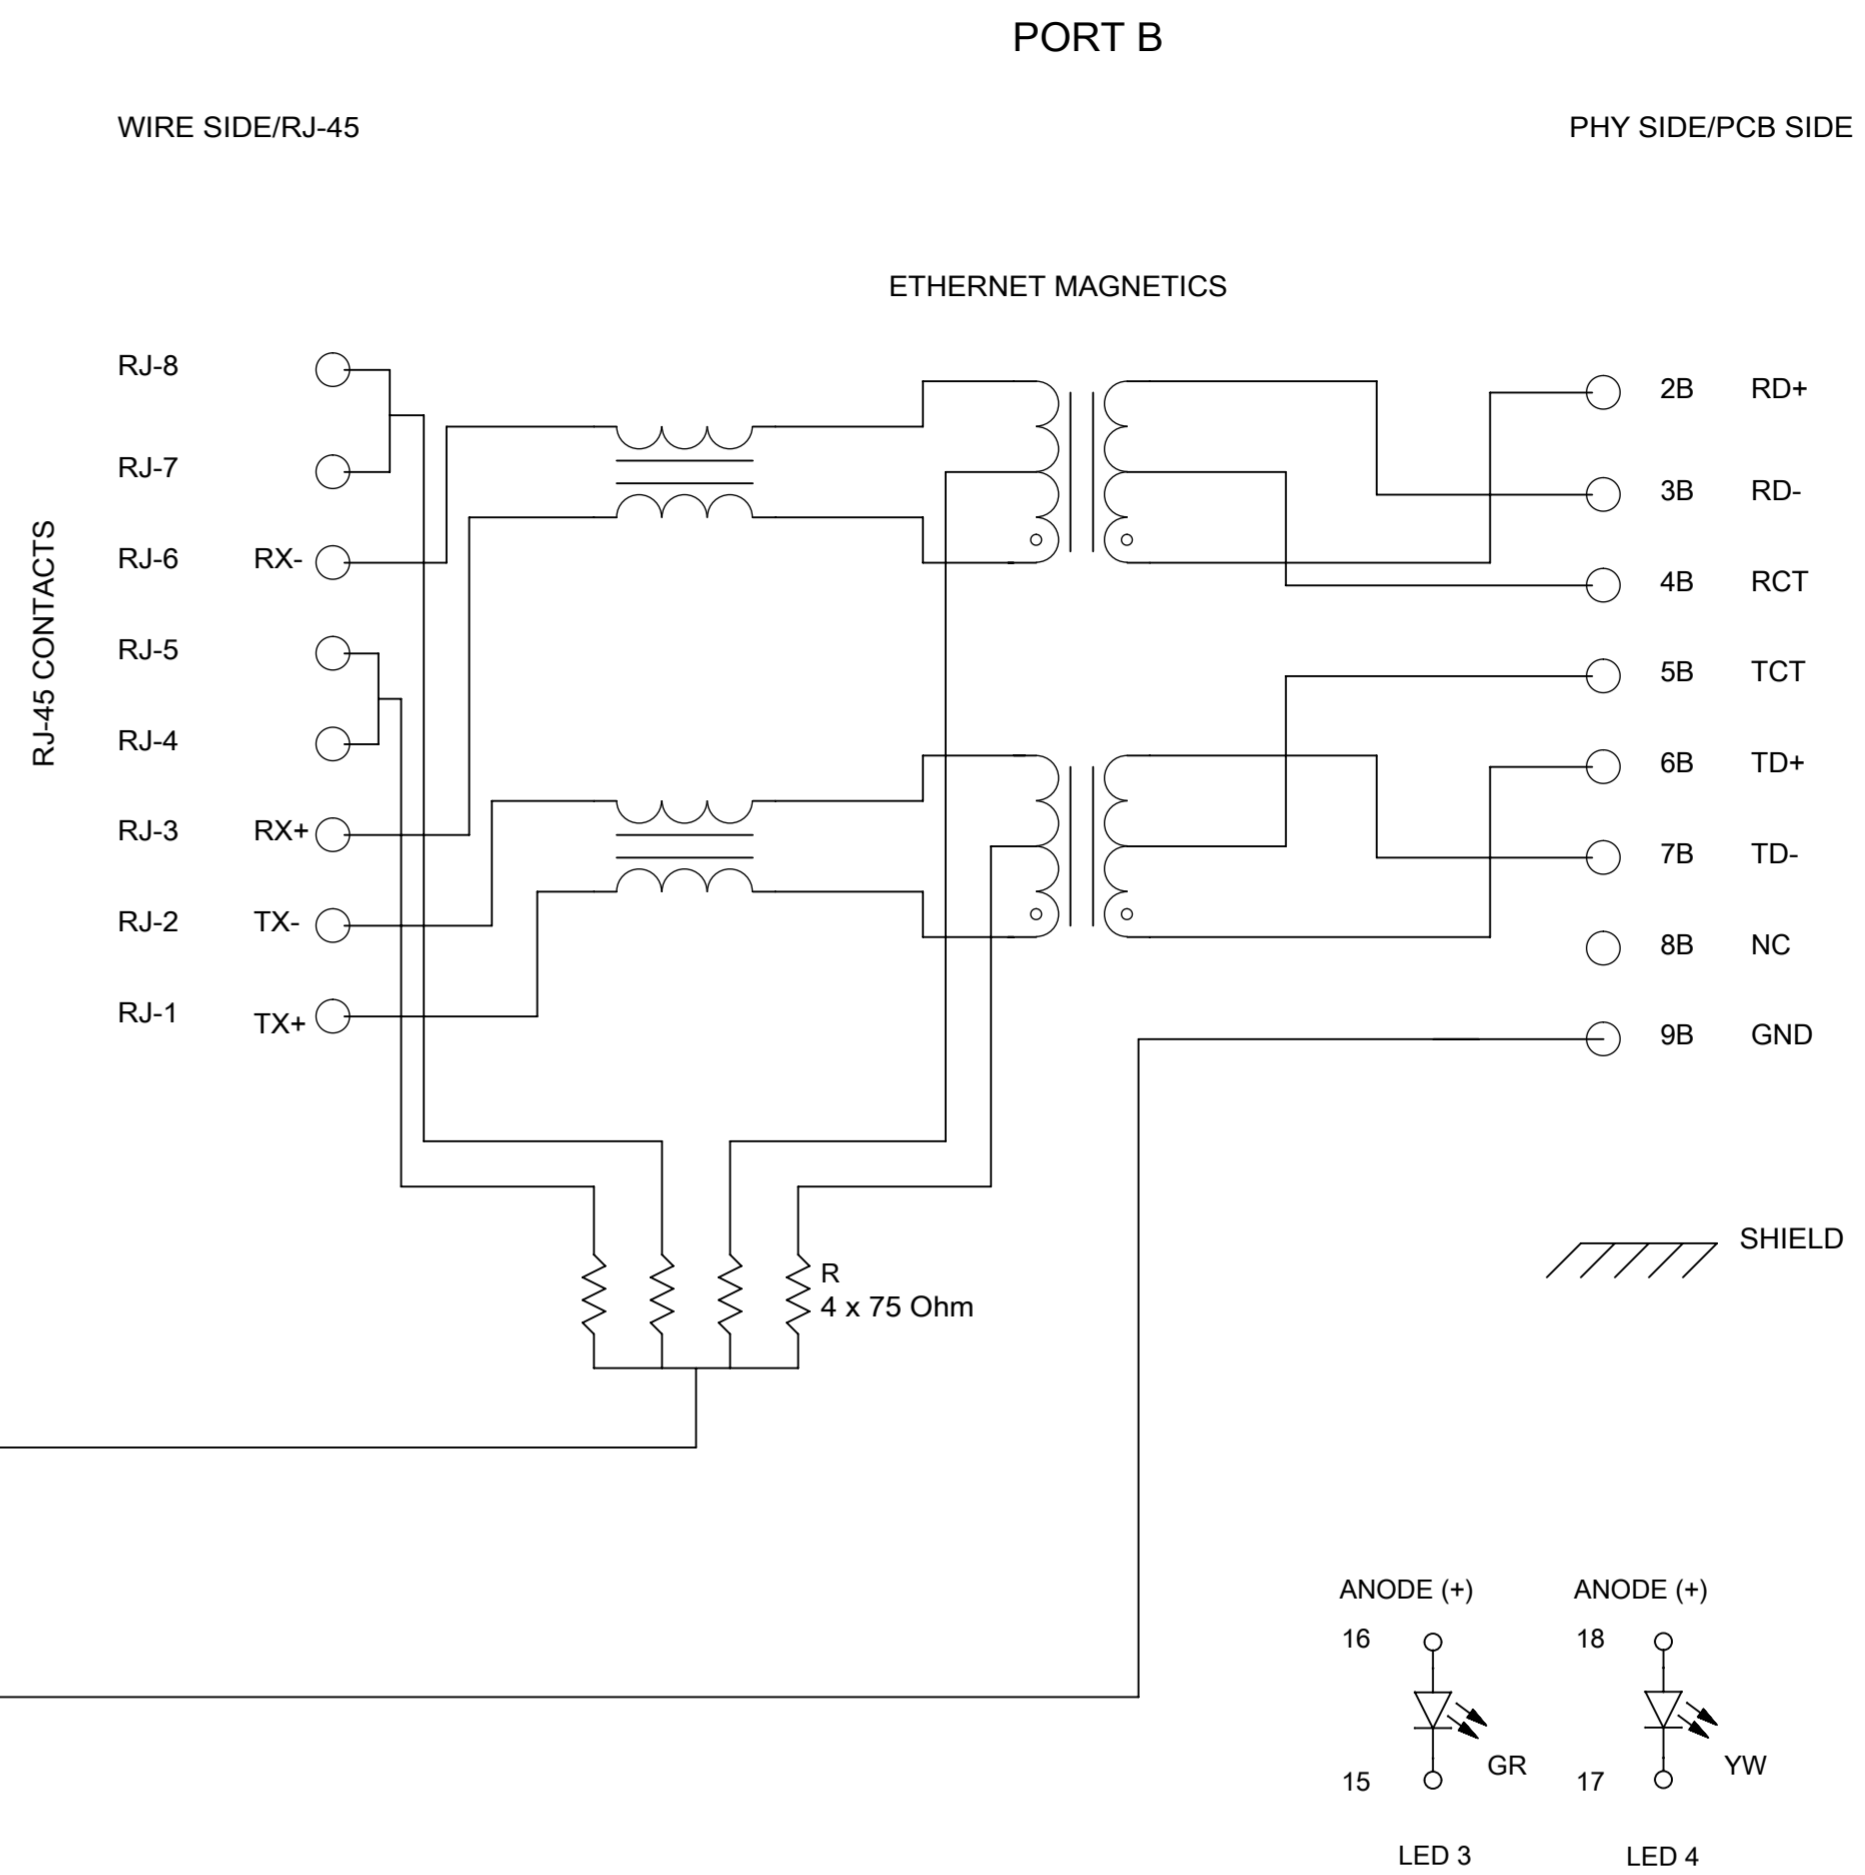 PORT B
WIRE SIDE/RJ-45
PHY SIDE/PCB SIDE
ETHERNET MAGNETICS
RJ-45 CONTACTS
RJ-8
RJ-7
RJ-6 RX-
RJ-5
RJ-4
RJ-3 RX+
RJ-2 TX-
RJ-1 TX+
2B RD+
3B RD-
4B RCT
5B TCT
6B TD+
7B TD-
8B NC
9B GND
SHIELD
R
4 x 75 Ohm
ANODE (+)
16
15
GR
LED 3
ANODE (+)
18
17
YW
LED 4